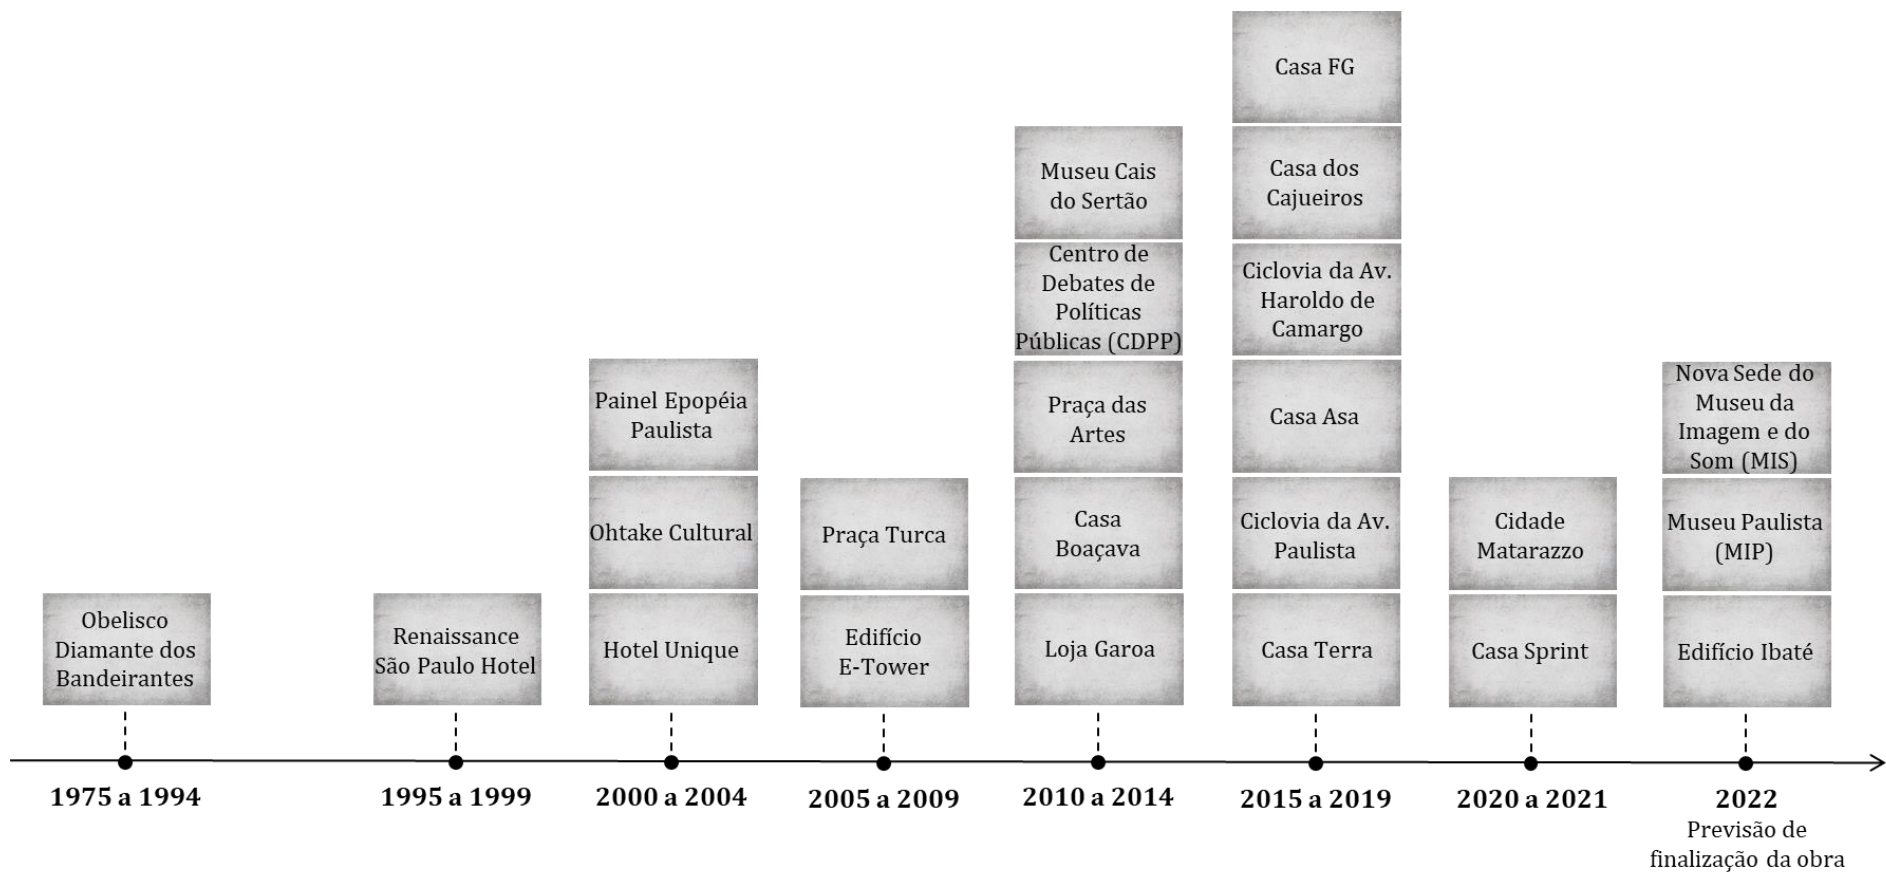 Obelisco
Diamante dos
Bandeirantes
1975 a 1994
Renaissance
São Paulo Hotel
1995 a 1999
Painel Epopéia
Paulista
Ohtake Cultural
Hotel Unique
2000 a 2004
Praça Turca
Edifício
E-Tower
2005 a 2009
Museu Cais
do Sertão
Centro de
Debates de
Políticas
Públicas (CDPP)
Praça das
Artes
Casa
Boaçava
Loja Garoa
2010 a 2014
Casa FG
Casa dos
Cajueiros
Ciclovia da Av.
Haroldo de
Camargo
Casa Asa
Ciclovia da Av.
Paulista
Casa Terra
2015 a 2019
Cidade
Matarazzo
Casa Sprint
2020 a 2021
Nova Sede do
Museu da
Imagem e do
Som (MIS)
Museu Paulista
(MIP)
Edifício Ibaté
2022
Previsão de
finalização da obra